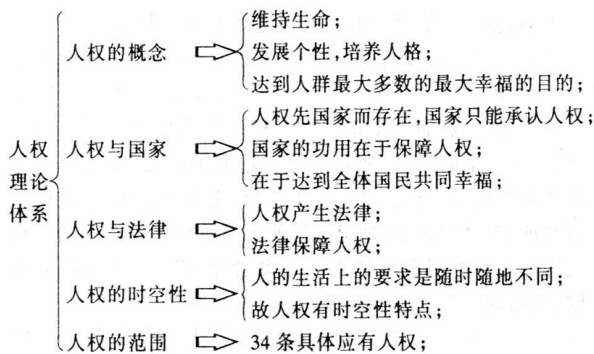 维持生命；
人权的概念 发展个性，培养人格；
达到人群最大多数的最大幸福的目的；
人权先国家而存在，国家只能承认人权；
人权 人权与国家 国家的功用在于保障人权；
理论
在于达到全体国民共同幸福；
体系
人权产生法律；
人权与法律
法律保障人权；
人的生活上的要求是随时随地不同；
人权的时空性
故人权有时空性特点；
人权的范围 34条具体应有人权；